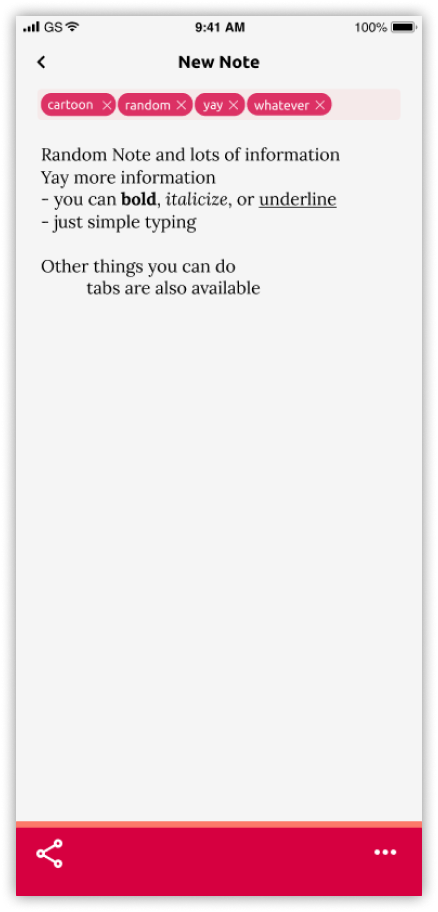 GS 9:41 AM 100%
New Note
cartoon random yay whatever
Random Note and lots of information
Yay more information
- you can bold, italicize, or underline
- just simple typing
Other things you can do
tabs are also available